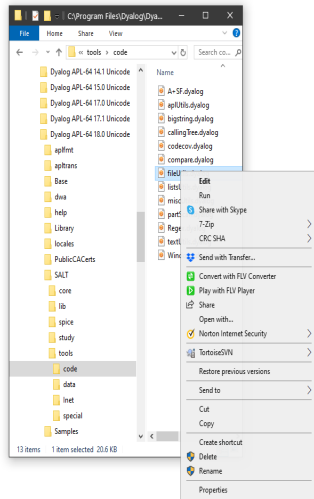 C:\Program Files\Dyalog\Dya...
File Home Share View
« tools › code Search co...
Dyalog APL-64 14.1 Unicode
Dyalog APL-64 15.0 Unicode
Dyalog APL-64 17.0 Unicode
Dyalog APL-64 17.1 Unicode
Dyalog APL-64 18.0 Unicode
aplfmt
apltrans
Base
dwa
help
Library
locales
PublicCACerts
SALT
core
lib
spice
study
tools
code
data
Inet
special
Samples
Name
A+SF.dyalog
aplUtils.dyalog
bigstring.dyalog
callingTree.dyalog
codecov.dyalog
compare.dyalog
fileU
lists
misc
part
Rege
textU
Wind
Edit
Run
Share with Skype
7-Zip
CRC SHA
Send with Transfer...
Convert with FLV Converter
Play with FLV Player
Share
Open with...
Norton Internet Security
TortoiseSVN
Restore previous versions
Send to
Cut
Copy
Create shortcut
Delete
Rename
Properties
13 items 1 item selected 20.6 KB